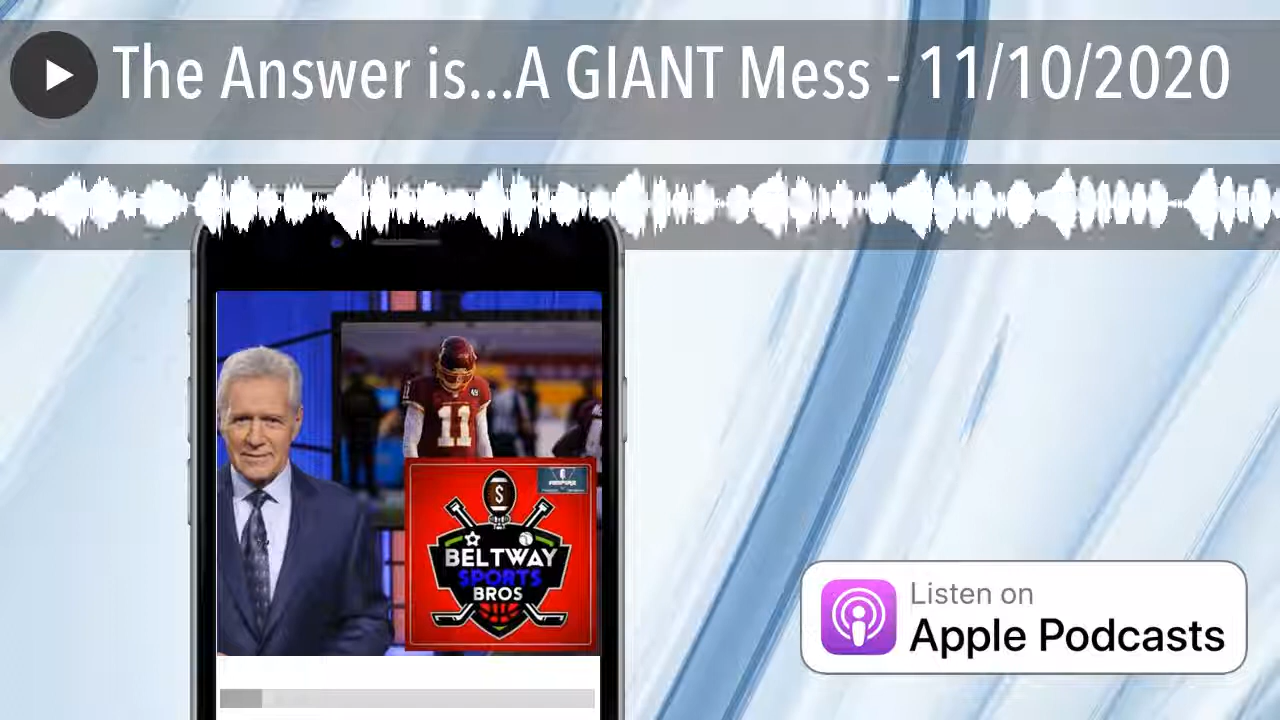 The Answer is...A GIANT Mess - 11/10/2020
11
$
BELTWAY
SPORTS
BROS
Listen on
Apple Podcasts